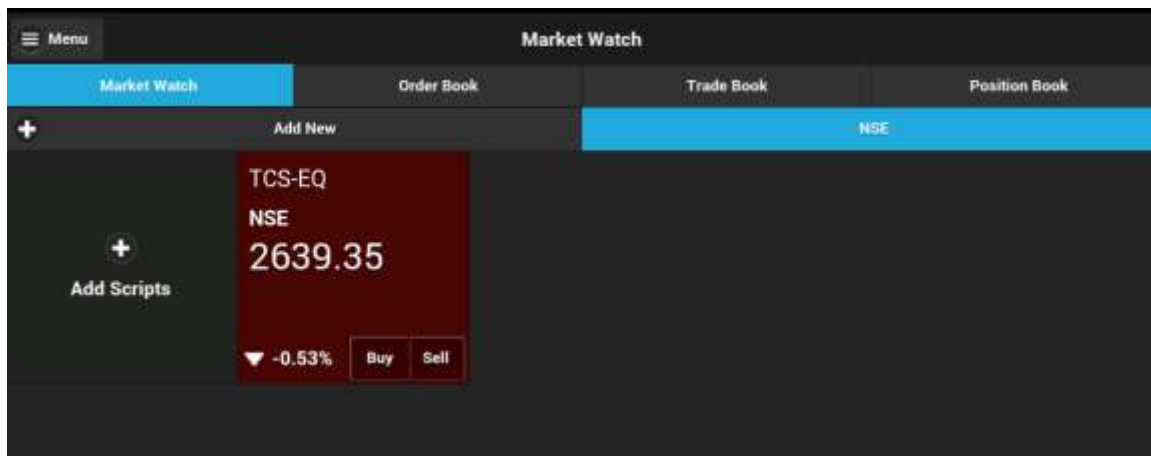 Menu
Market Watch
Market Watch
Order Book
Trade Book
Position Book
Add New
NSE
TCS-EQ
NSE
2639.35
Add Scripts
-0.53%
Buy
Sell